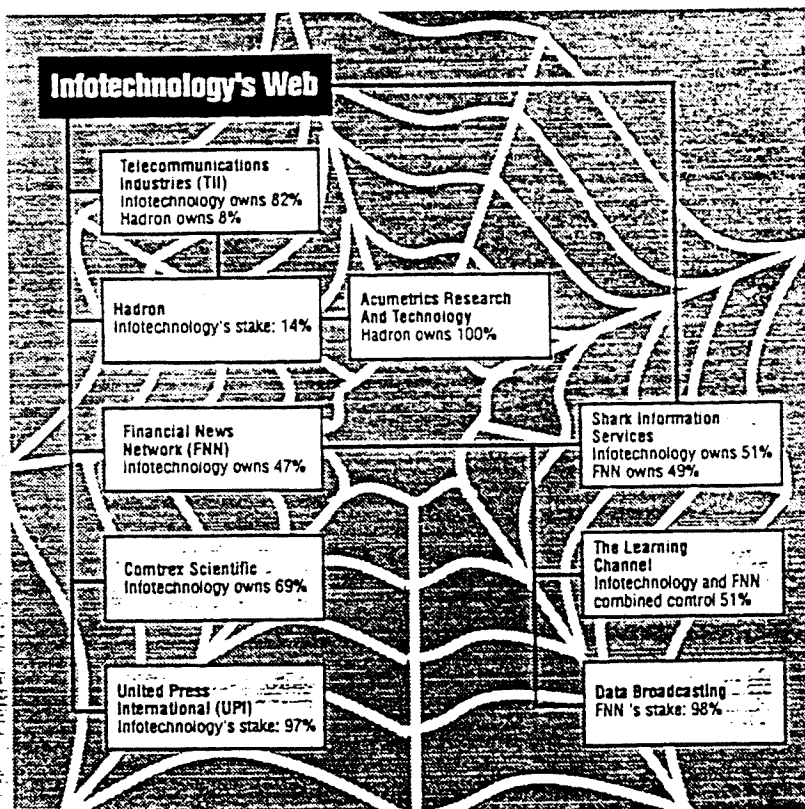 Infotechnology's Web
Telecommunications
Industries (TII)
Infotechnology owns 82%
Hadron owns 8%
Hadron
Infotechnology's stake: 14%
Acumetrics Research
And Technology
Hadron owns 100%
Financial News
Network (FNN)
Infotechnology owns 47%
Shark Information
Services
Infotechnology owns 51%
FNN owns 49%
Comtrex Scientific
Infotechnology owns 69%
The Learning
Channel
Infotechnology and FNN
combined control 51%
United Press
International (UPI)
Infotechnology's stake: 97%
Data Broadcasting
FNN 's stake: 98%